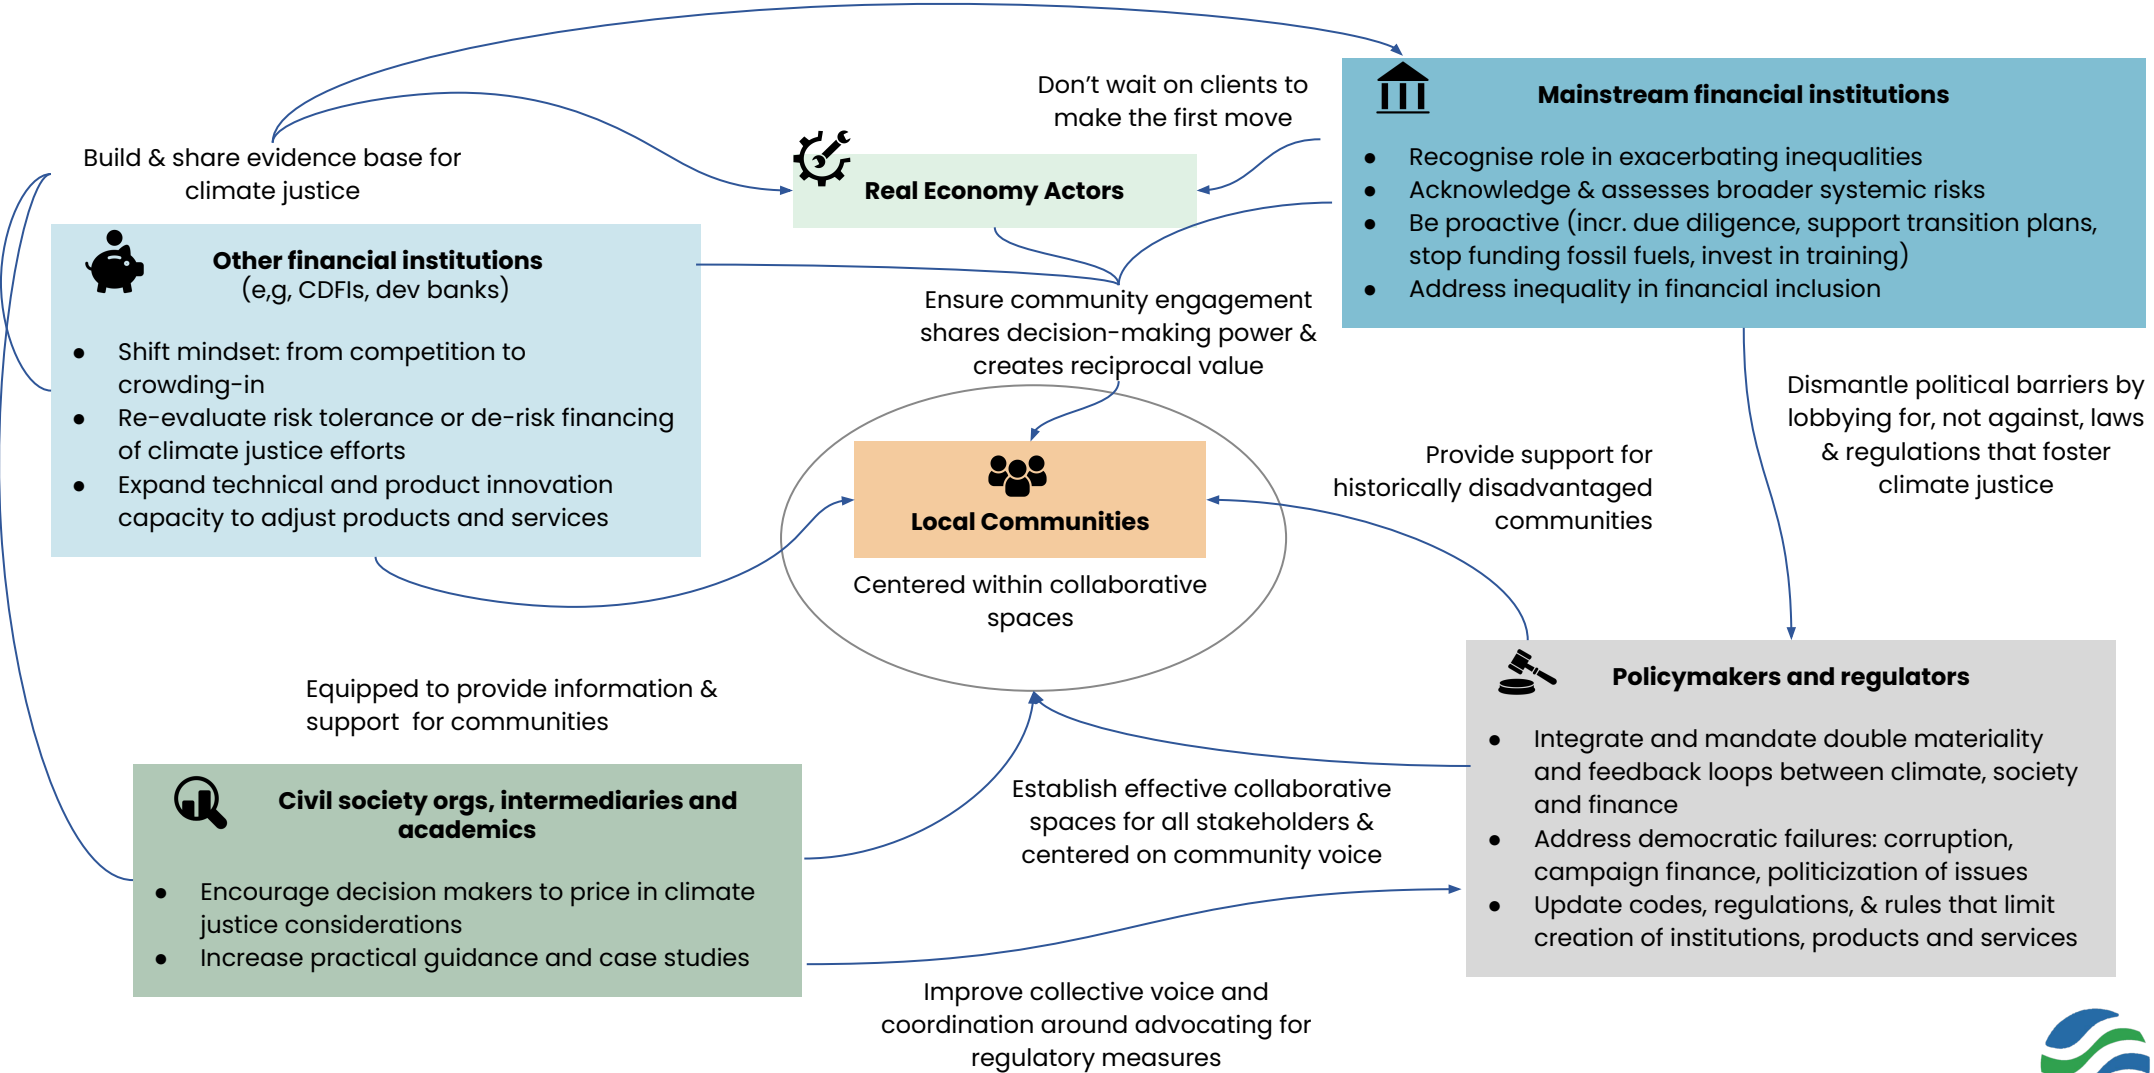 Don’t wait on clients to
make the first move
Mainstream financial institutions
● Recognise role in exacerbating inequalities
● Acknowledge & assesses broader systemic risks
● Be proactive (incr. due diligence, support transition plans,
stop funding fossil fuels, invest in training)
● Address inequality in financial inclusion
Build & share evidence base for
climate justice
Real Economy Actors
Other financial institutions
(e,g, CDFIs, dev banks)
● Shift mindset: from competition to
crowding-in
● Re-evaluate risk tolerance or de-risk financing
of climate justice efforts
● Expand technical and product innovation
capacity to adjust products and services
Ensure community engagement
shares decision-making power &
creates reciprocal value
Dismantle political barriers by
lobbying for, not against, laws
& regulations that foster
climate justice
Provide support for
historically disadvantaged
communities
Local Communities
Centered within collaborative
spaces
Equipped to provide information &
support for communities
Policymakers and regulators
● Integrate and mandate double materiality
and feedback loops between climate, society
and finance
● Address democratic failures: corruption,
campaign finance, politicization of issues
● Update codes, regulations, & rules that limit
creation of institutions, products and services
Civil society orgs, intermediaries and
academics
● Encourage decision makers to price in climate
justice considerations
● Increase practical guidance and case studies
Establish effective collaborative
spaces for all stakeholders &
centered on community voice
Improve collective voice and
coordination around advocating for
regulatory measures